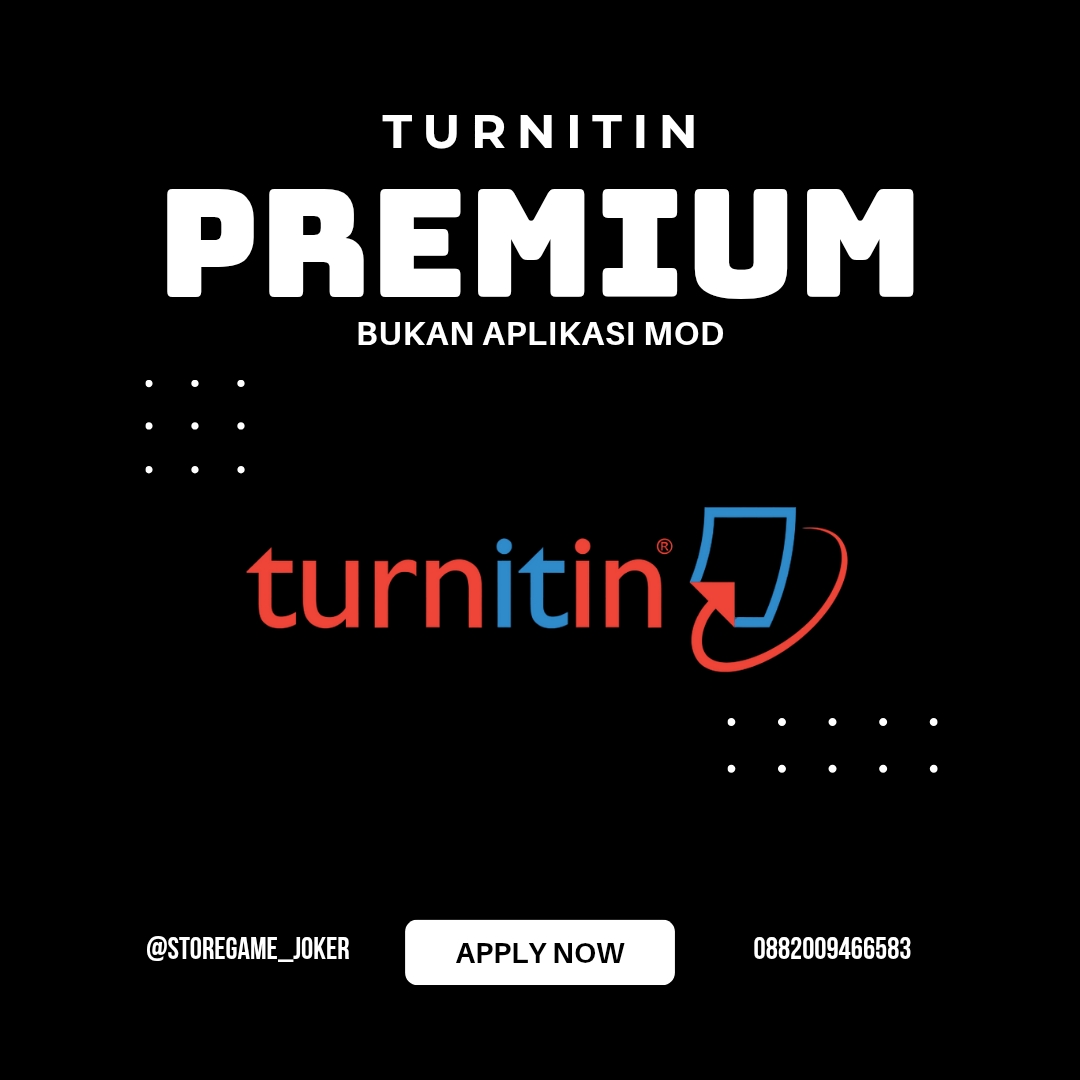 TURNITIN
PREMIUM
BUKAN APLIKASI MOD
turnitin®
@STOREGAME_JOKER
APPLY NOW
0882009466583